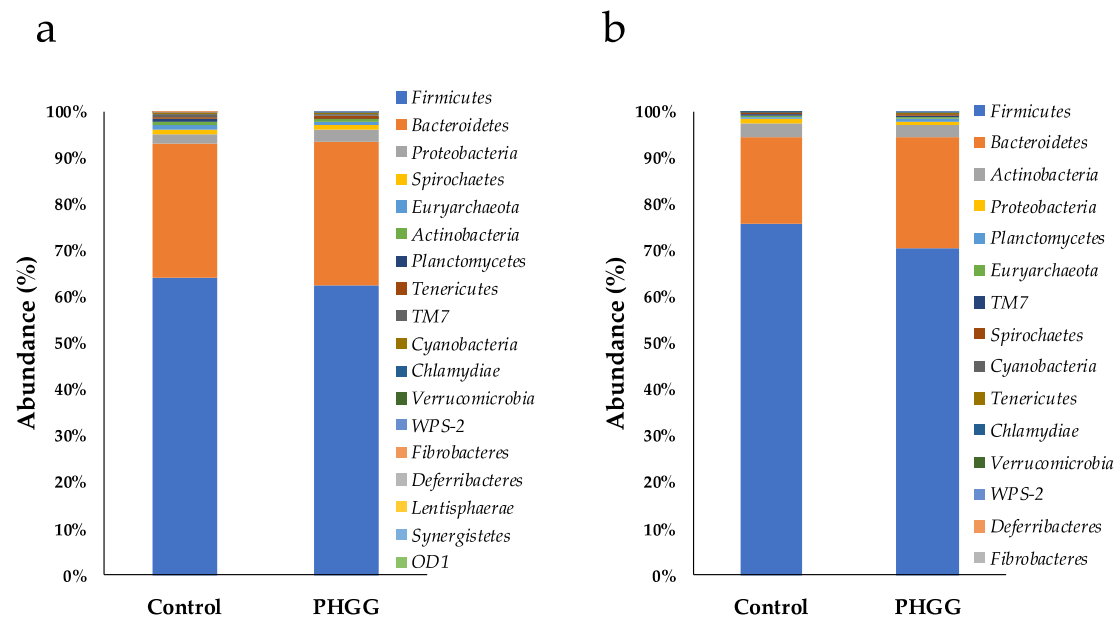 a
Abundance (%)
100%
90%
80%
70%
60%
50%
40%
30%
20%
10%
0%
Control
PHGG
Firmicutes
Bacteroidetes
Proteobacteria
Spirochaetes
Euryarchaeota
Actinobacteria
Planctomycetes
Tenericutes
TM7
Cyanobacteria
Chlamydiae
Verrucomicrobia
WPS-2
Fibrobacteres
Deferribacteres
Lentisphaerae
Synergistetes
OD1
b
Abundance (%)
100%
90%
80%
70%
60%
50%
40%
30%
20%
10%
0%
Control
PHGG
Firmicutes
Bacteroidetes
Actinobacteria
Proteobacteria
Planctomycetes
Euryarchaeota
TM7
Spirochaetes
Cyanobacteria
Tenericutes
Chlamydiae
Verrucomicrobia
WPS-2
Deferribacteres
Fibrobacteres